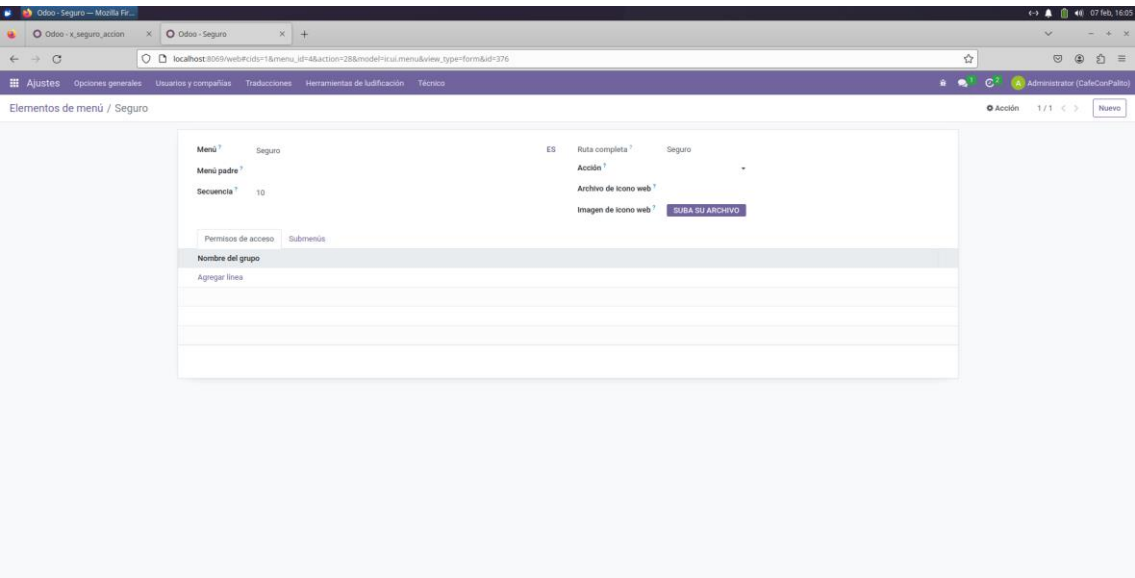 Odoo - Seguro — Mozilla Fir...
07 feb, 16:05
Odoo - x_seguro_accion
Odoo - Seguro
localhost:8069/web#cids=1&menu_id=4&action=28&model=ir.ui.menu&view_type=form&id=376
Ajustes Opciones generales Usuarios y compañías Traducciones Herramientas de ludificación Técnico 1 2 A Administrator (CafeConPalito)
Elementos de menú / Seguro Acción 1 / 1 Nuevo
Menú ? Seguro ES Ruta completa ? Seguro
Menú padre ? Acción ?
Secuencia ? 10 Archivo de icono web ?
Imagen de icono web ? SUBA SU ARCHIVO
Permisos de acceso Submenús
Nombre del grupo
Agregar línea